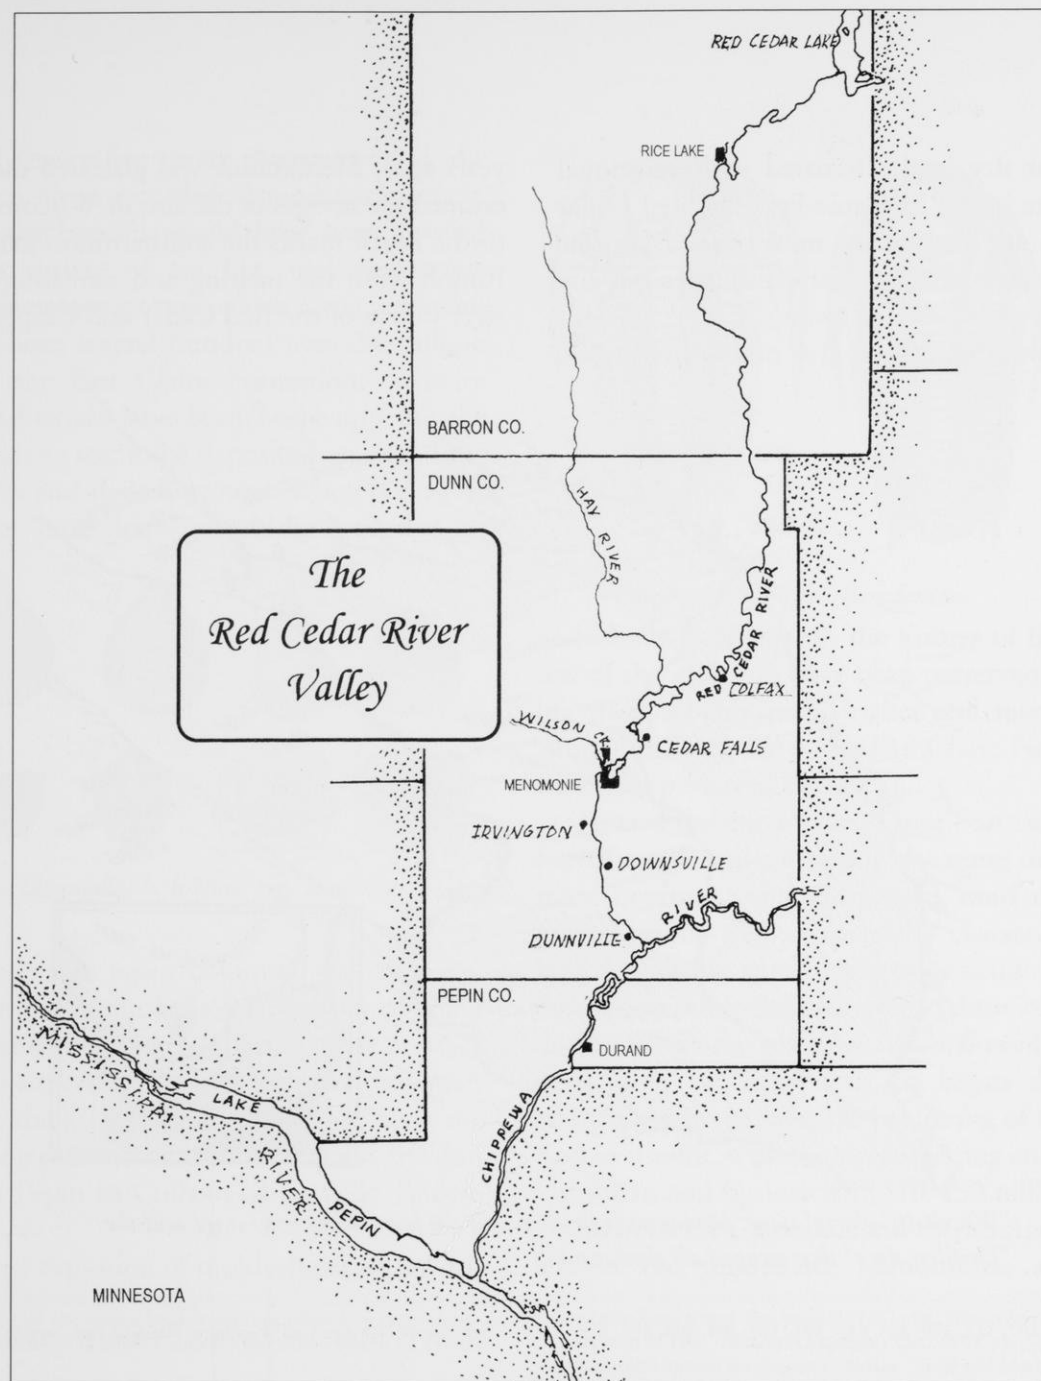 RED CEDAR LAKE
RICE LAKE
BARRON CO.
DUNN CO.
HAY RIVER
The
Red Cedar River
Valley
RED CEDAR RIVER
COLFAX
WILSON CR.
CEDAR FALLS
MENOMONIE
IRVINGTON
DOWNSVILLE
RIVER
DUNNVILLE
PEPIN CO.
DURAND
MISSISSIPPI
RIVER
LAKE
PEPIN
CHIPPEWA
MINNESOTA